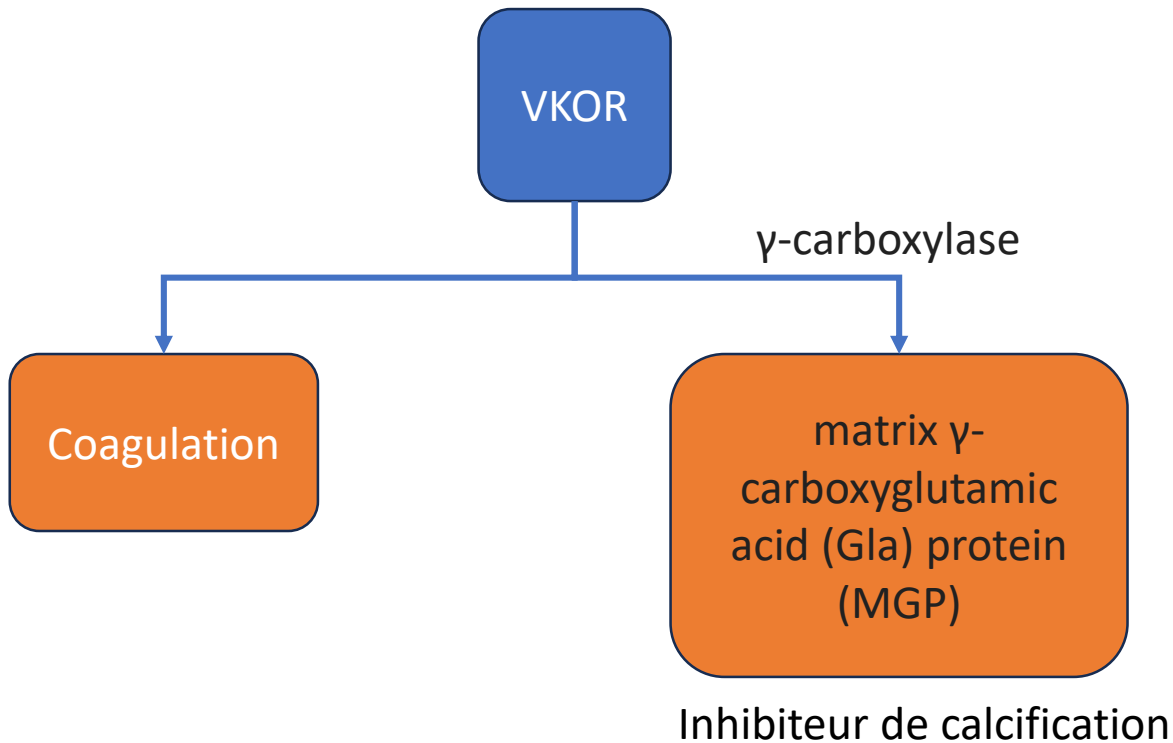 VKOR
γ-carboxylase
Coagulation
matrix γ-
carboxyglutamic
acid (Gla) protein
(MGP)
Inhibiteur de calcification